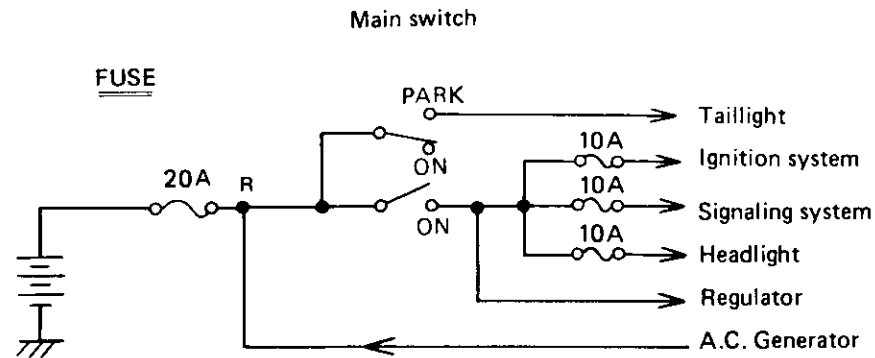 Main switch
FUSE
PARK
Taillight
10A
Ignition system
ON
20A
R
10A
Signaling system
ON
10A
Headlight
Regulator
A.C. Generator